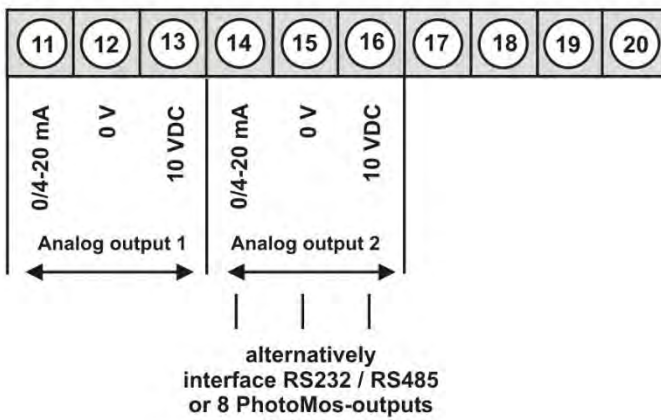 11 12 13 14 15 16 17 18 19 20
0/4-20 mA
0 V
10 VDC
0/4-20 mA
0 V
10 VDC
Analog output 1
Analog output 2
alternatively
interface RS232 / RS485
or 8 PhotoMos-outputs